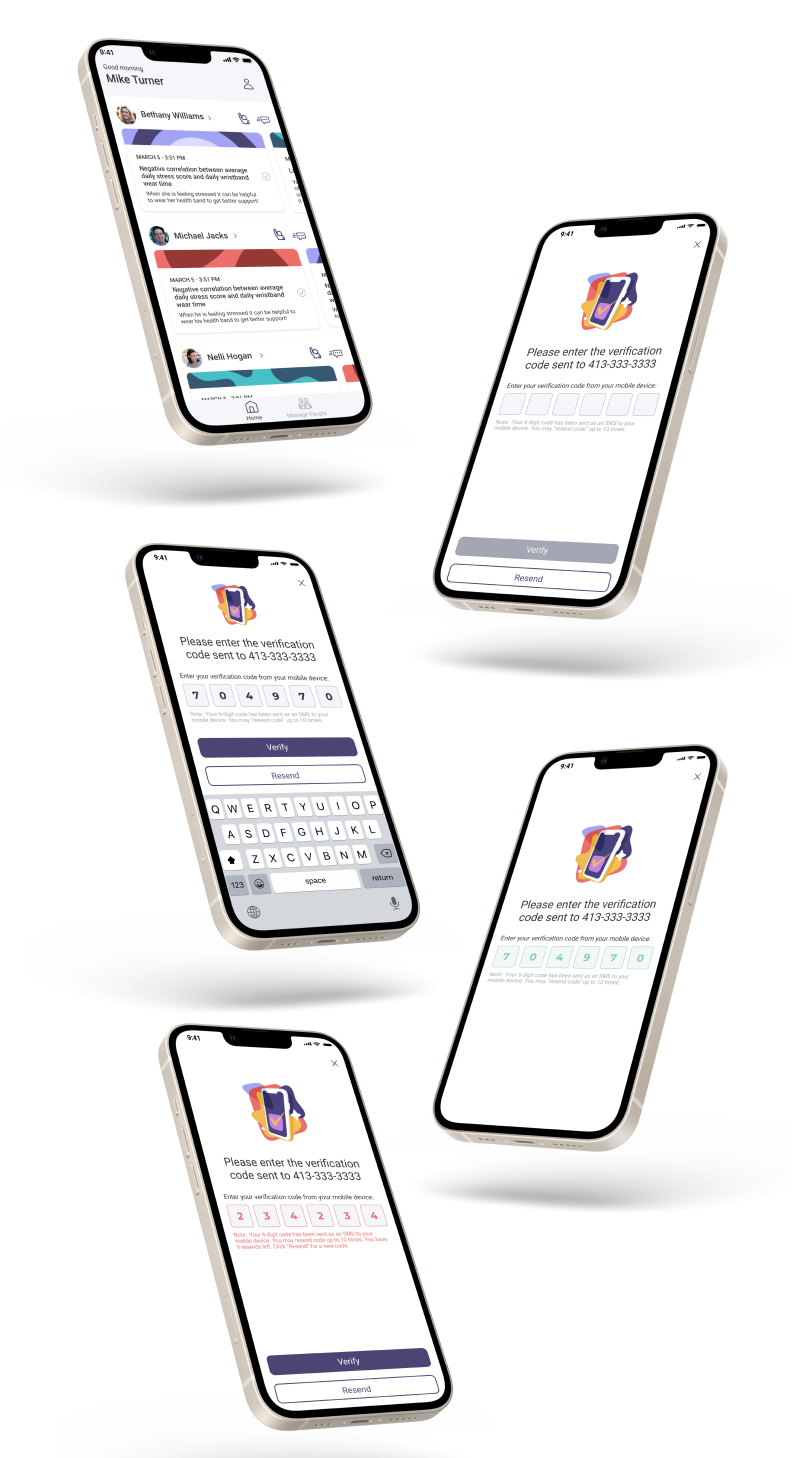 9:41
Good morning
Mike Turner
Bethany Williams
MARCH 5 - 3:51 PM
Negative correlation between average
daily stress score and daily wristband
wear time
When she is feeling stressed it can be helpful
to wear her health band to get better support!
Michael Jacks
MARCH 5 - 3:51 PM
Negative correlation between average
daily stress score and daily wristband
wear time
When he is feeling stressed it can be helpful to
wear his health band to get better support!
Nelli Hogan
Home
Manage People
9:41
Please enter the verification
code sent to 413-333-3333
Enter your verification code from your mobile device:
Note: Your 6-digit code has been sent as an SMS to your
mobile device. You may "resend code" up to 10 times.
Verify
Resend
9:41
Please enter the verification
code sent to 413-333-3333
Enter your verification code from your mobile device:
7 0 4 9 7 0
Note: Your 6-digit code has been sent as an SMS to your
mobile device. You may "resend code" up to 10 times.
Verify
Resend
Q W E R T Y U I O P
A S D F G H J K L
Z X C V B N M
123 space return
9:41
Please enter the verification
code sent to 413-333-3333
Enter your verification code from your mobile device:
7 0 4 9 7 0
Note: Your 6-digit code has been sent as an SMS to your
mobile device. You may "resend code" up to 10 times.
9:41
Please enter the verification
code sent to 413-333-3333
Enter your verification code from your mobile device:
2 3 4 2 3 4
Note: Your 6-digit code has been sent as an SMS to your
mobile device. You may resend code up to 10 times. You have
resends left. Click "Resend" for a new code.
Verify
Resend